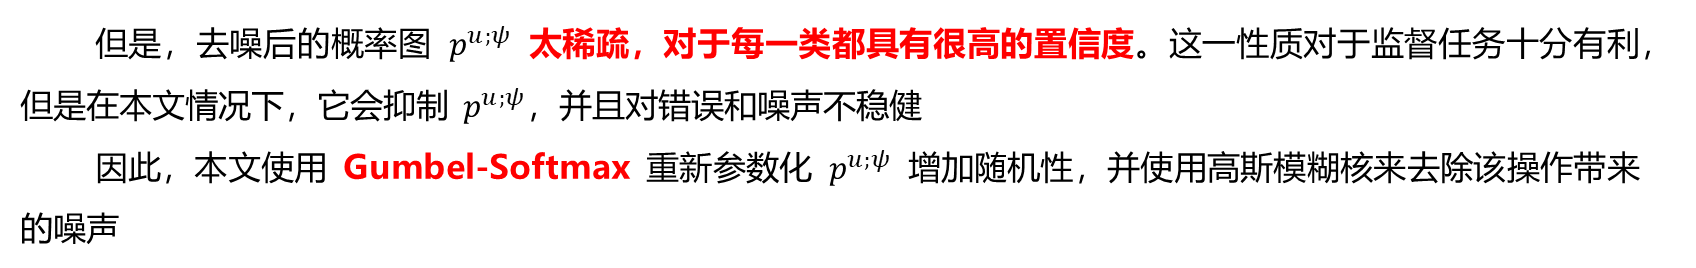 但是，去噪后的概率图 p^{u;ψ} 太稀疏，对于每一类都具有很高的置信度。这一性质对于监督任务十分有利，
但是在本文情况下，它会抑制 p^{u;ψ}，并且对错误和噪声不稳健
因此，本文使用 Gumbel-Softmax 重新参数化 p^{u;ψ} 增加随机性，并使用高斯模糊核来去除该操作带来
的噪声